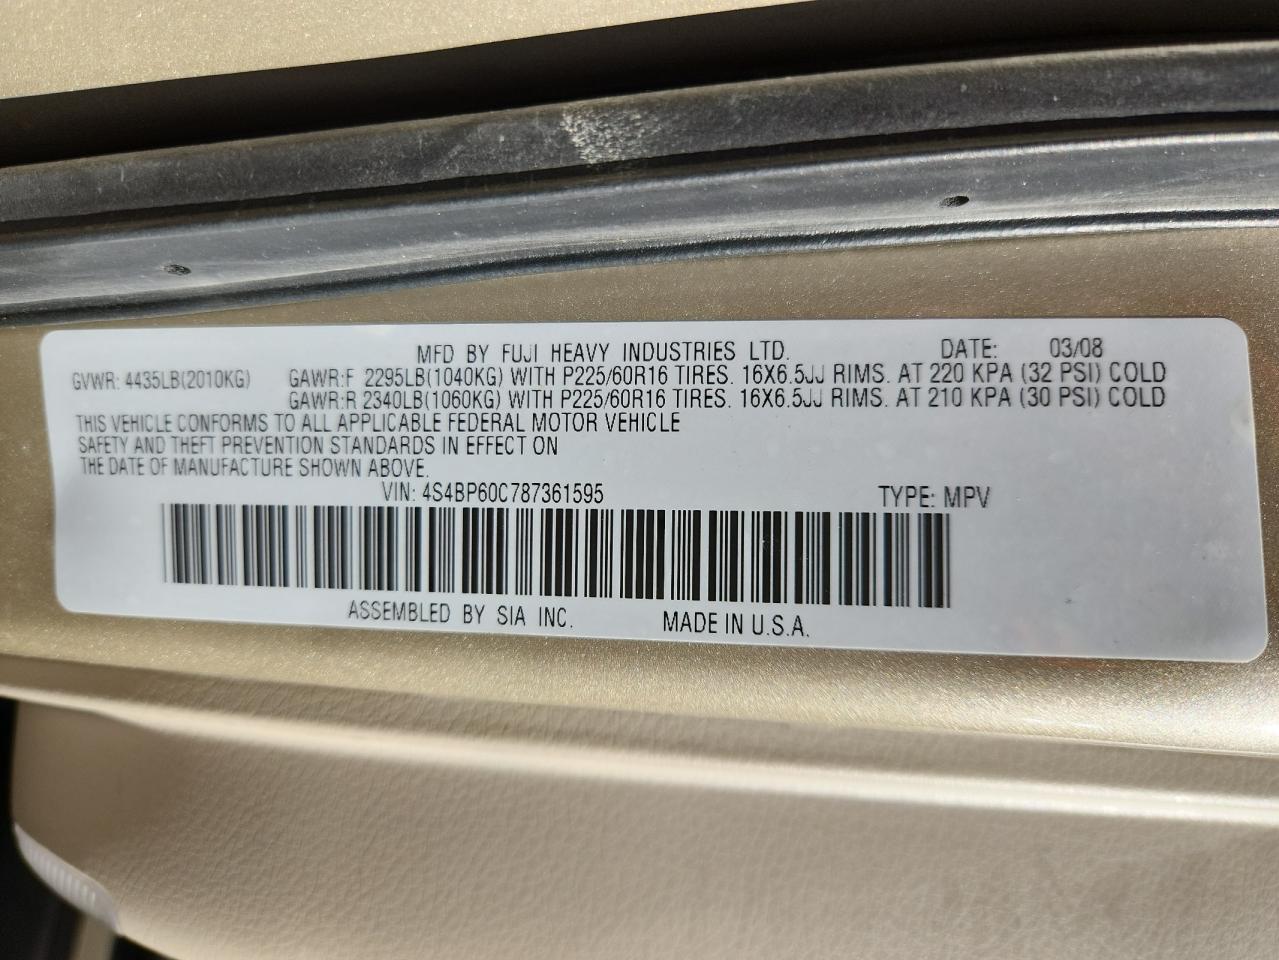 MFD BY FUJI HEAVY INDUSTRIES LTD. DATE: 03/08
GVWR: 4435LB(2010KG) GAWR:F 2295LB(1040KG) WITH P225/60R16 TIRES. 16X6.5JJ RIMS. AT 220 KPA (32 PSI) COLD
GAWR:R 2340LB(1060KG) WITH P225/60R16 TIRES. 16X6.5JJ RIMS. AT 210 KPA (30 PSI) COLD
THIS VEHICLE CONFORMS TO ALL APPLICABLE FEDERAL MOTOR VEHICLE
SAFETY AND THEFT PREVENTION STANDARDS IN EFFECT ON
THE DATE OF MANUFACTURE SHOWN ABOVE.
VIN: 4S4BP60C787361595 TYPE: MPV
ASSEMBLED BY SIA INC. MADE IN U.S.A.